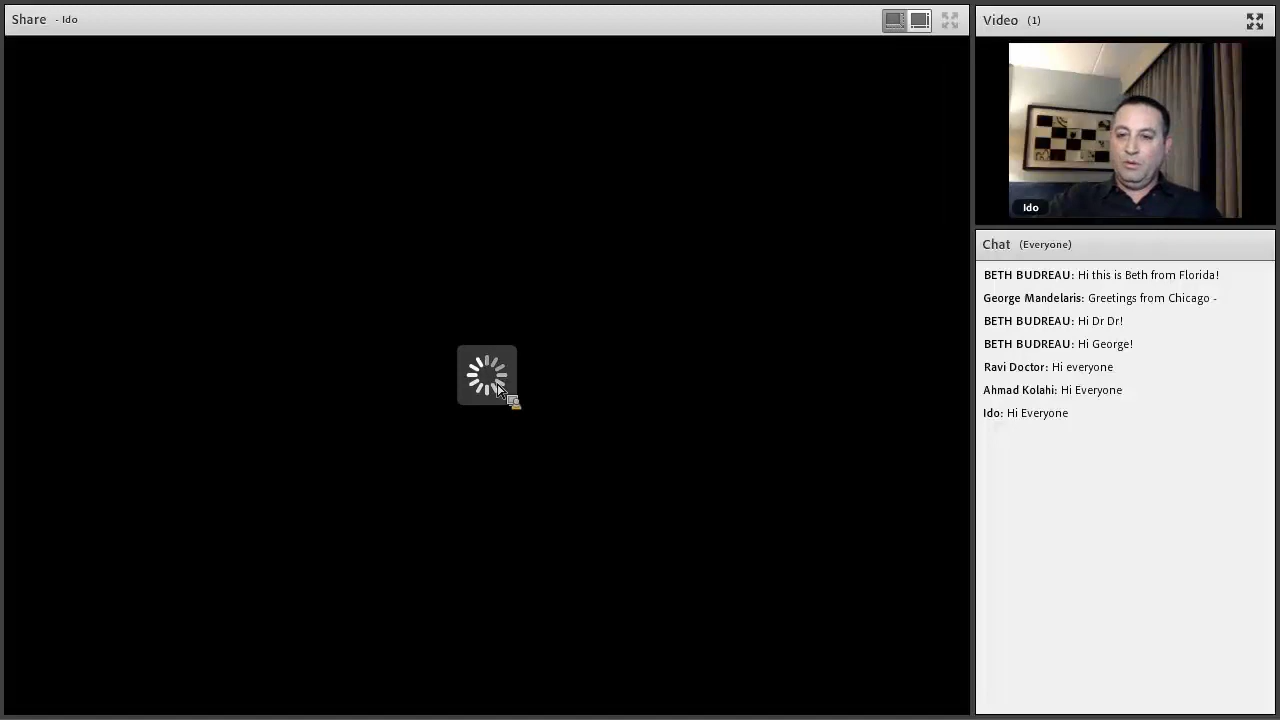 Share - Ido
Video (1)
Ido
Chat (Everyone)
BETH BUDREAU: Hi this is Beth from Florida!
George Mandelaris: Greetings from Chicago -
BETH BUDREAU: Hi Dr Dr!
BETH BUDREAU: Hi George!
Ravi Doctor: Hi everyone
Ahmad Kolahi: Hi Everyone
Ido: Hi Everyone